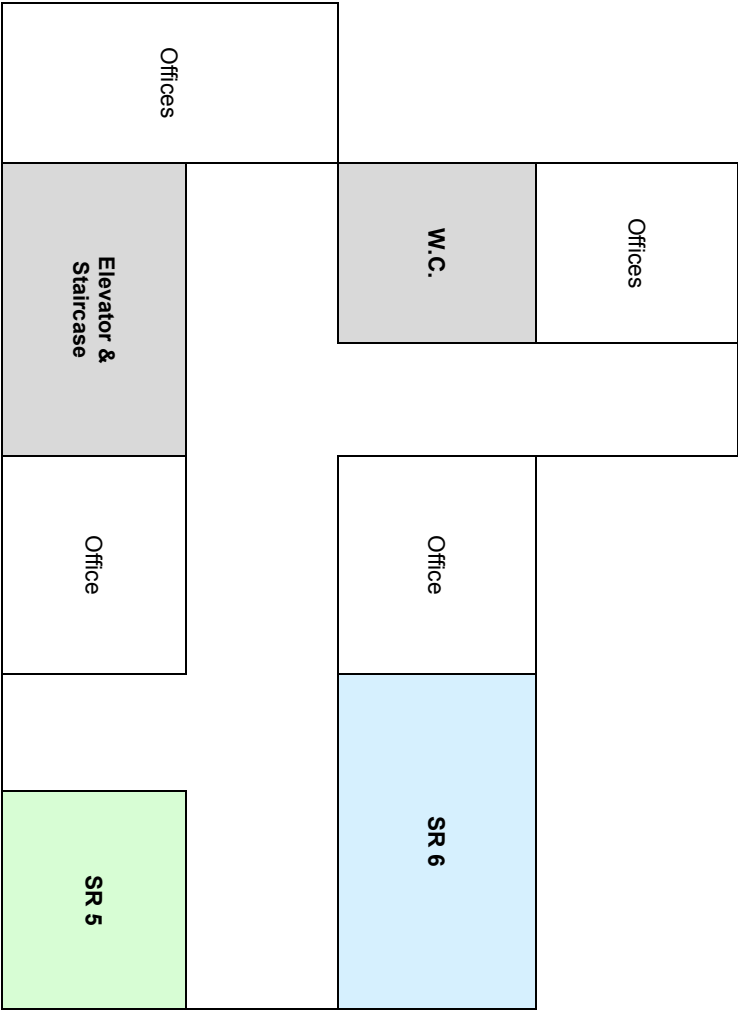 Offices
W.C.
Offices
Elevator &
Staircase
Office
Office
SR 6
SR 5